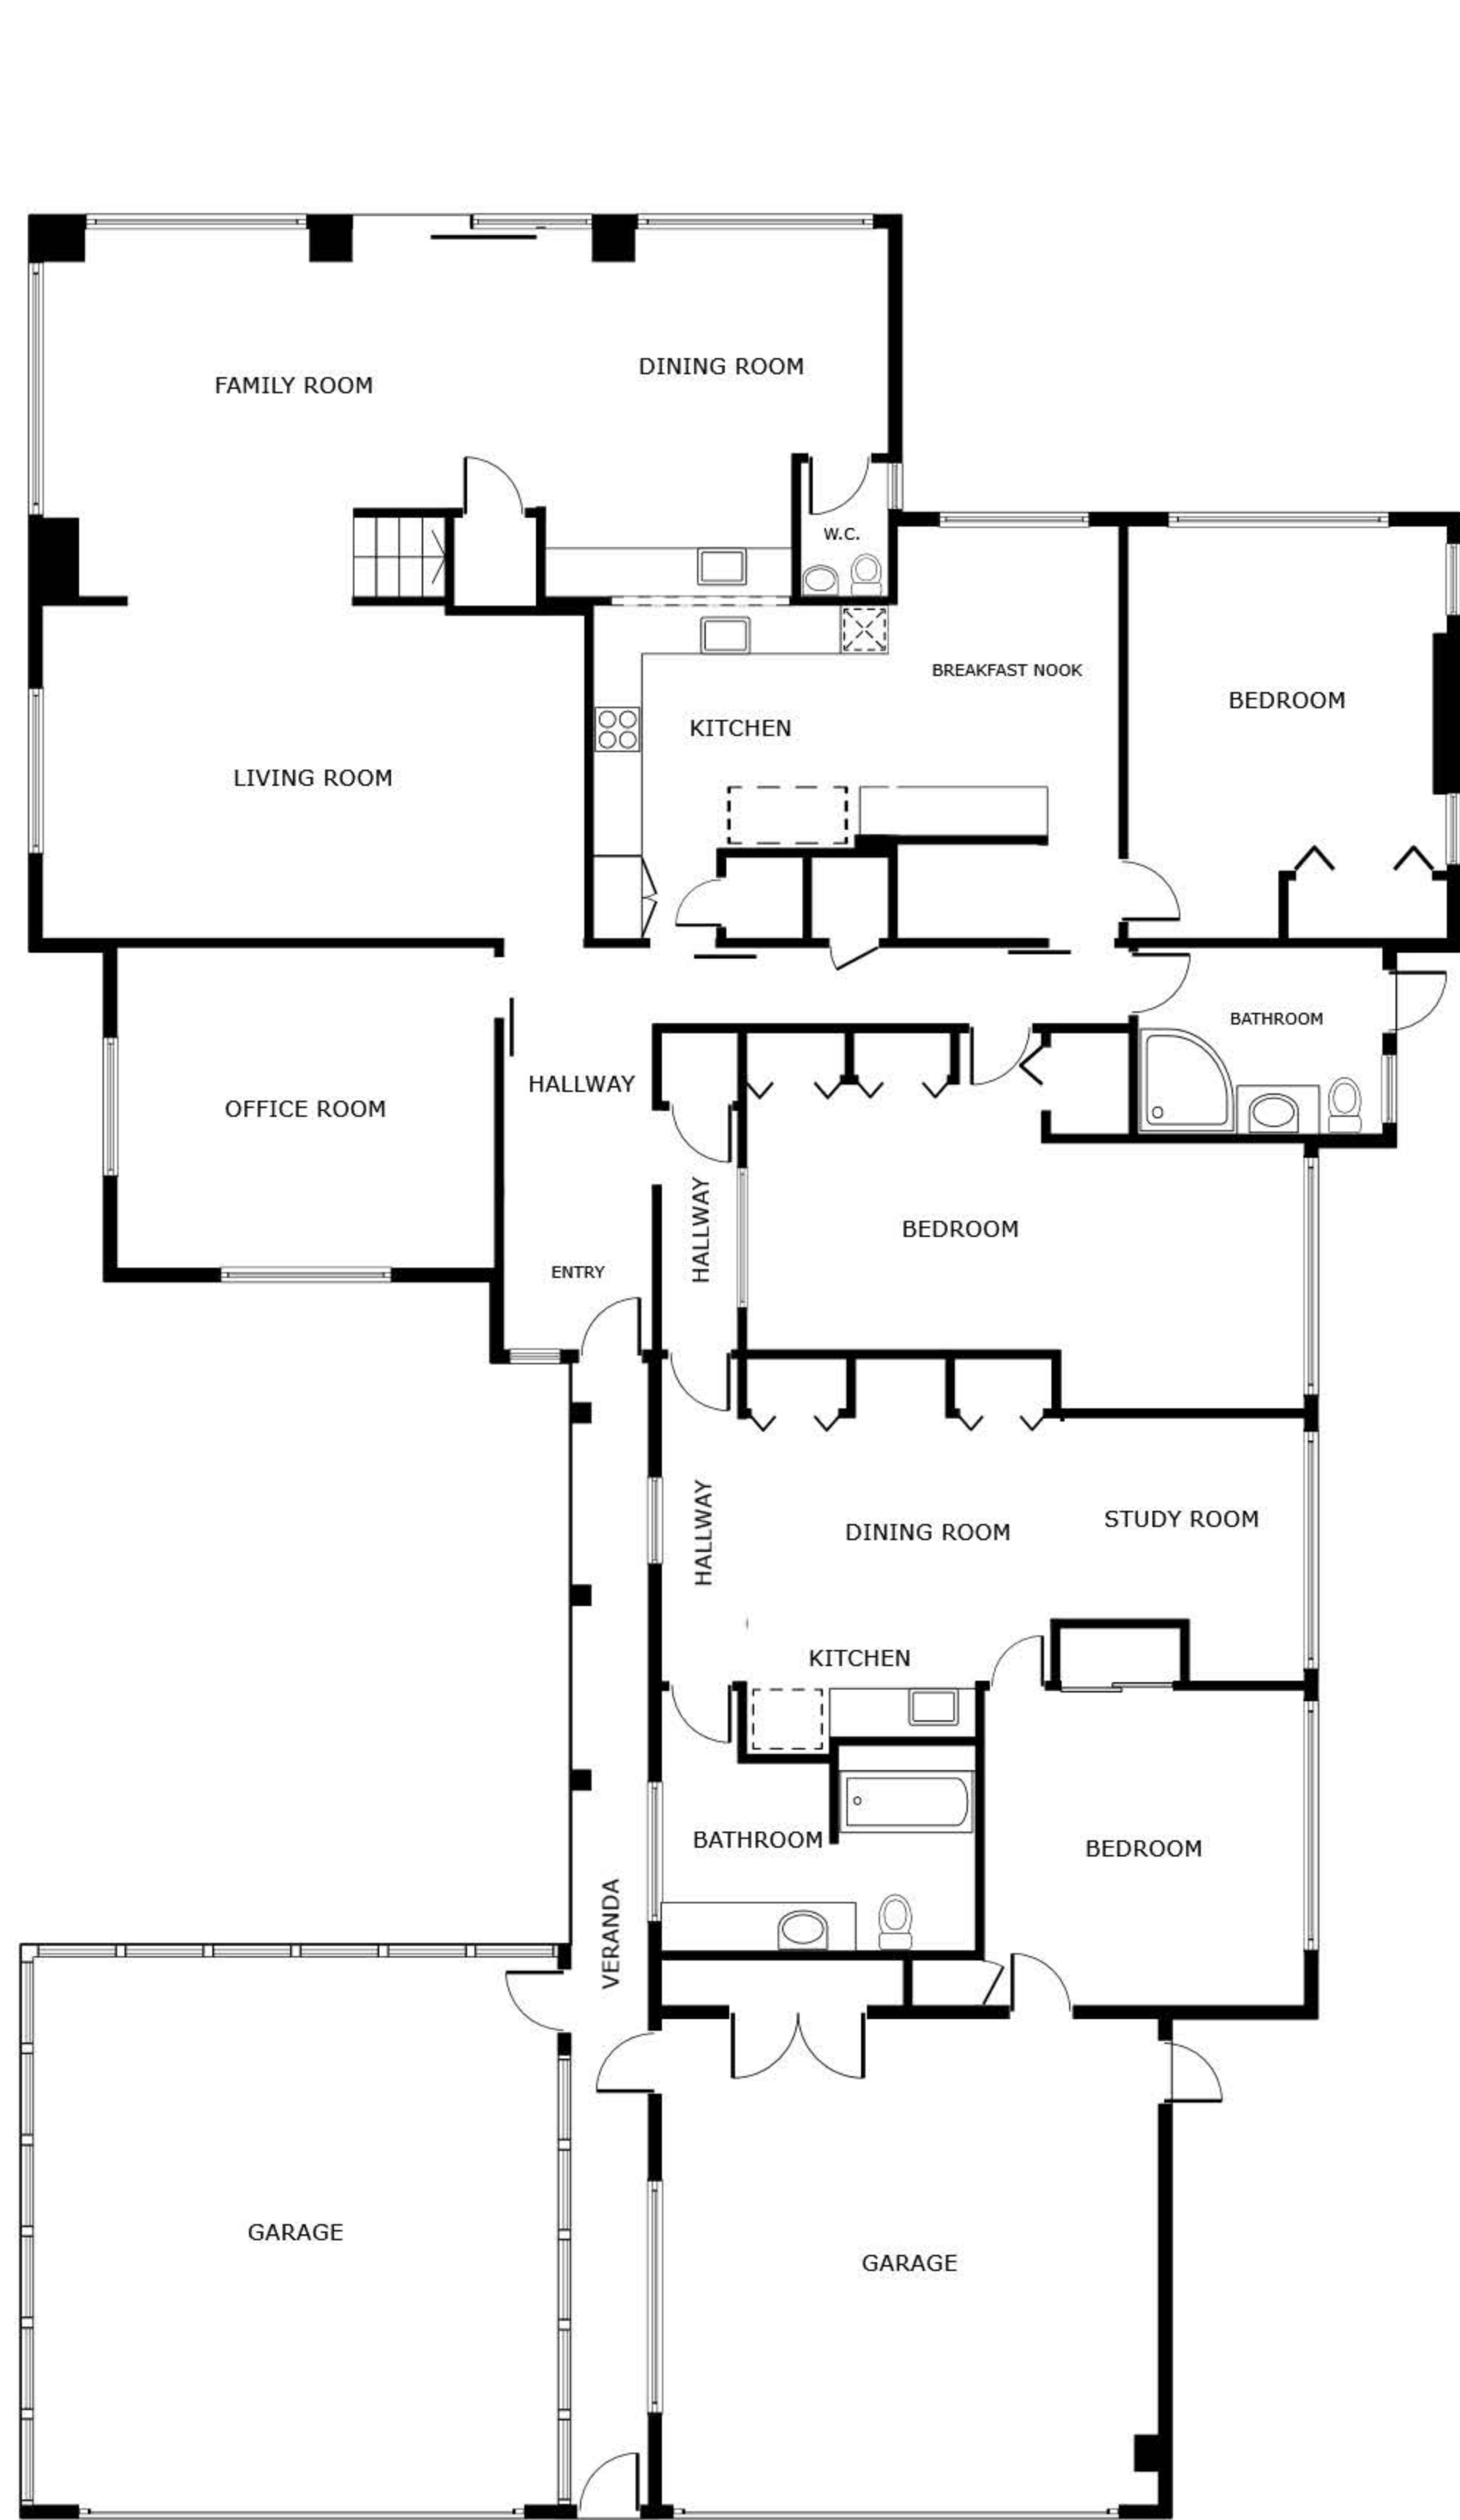 DINING ROOM
FAMILY ROOM
W.C.
BREAKFAST NOOK
BEDROOM
KITCHEN
LIVING ROOM
BATHROOM
HALLWAY
OFFICE ROOM
HALLWAY
BEDROOM
ENTRY
HALLWAY
DINING ROOM
STUDY ROOM
KITCHEN
BATHROOM
BEDROOM
VERANDA
GARAGE
GARAGE